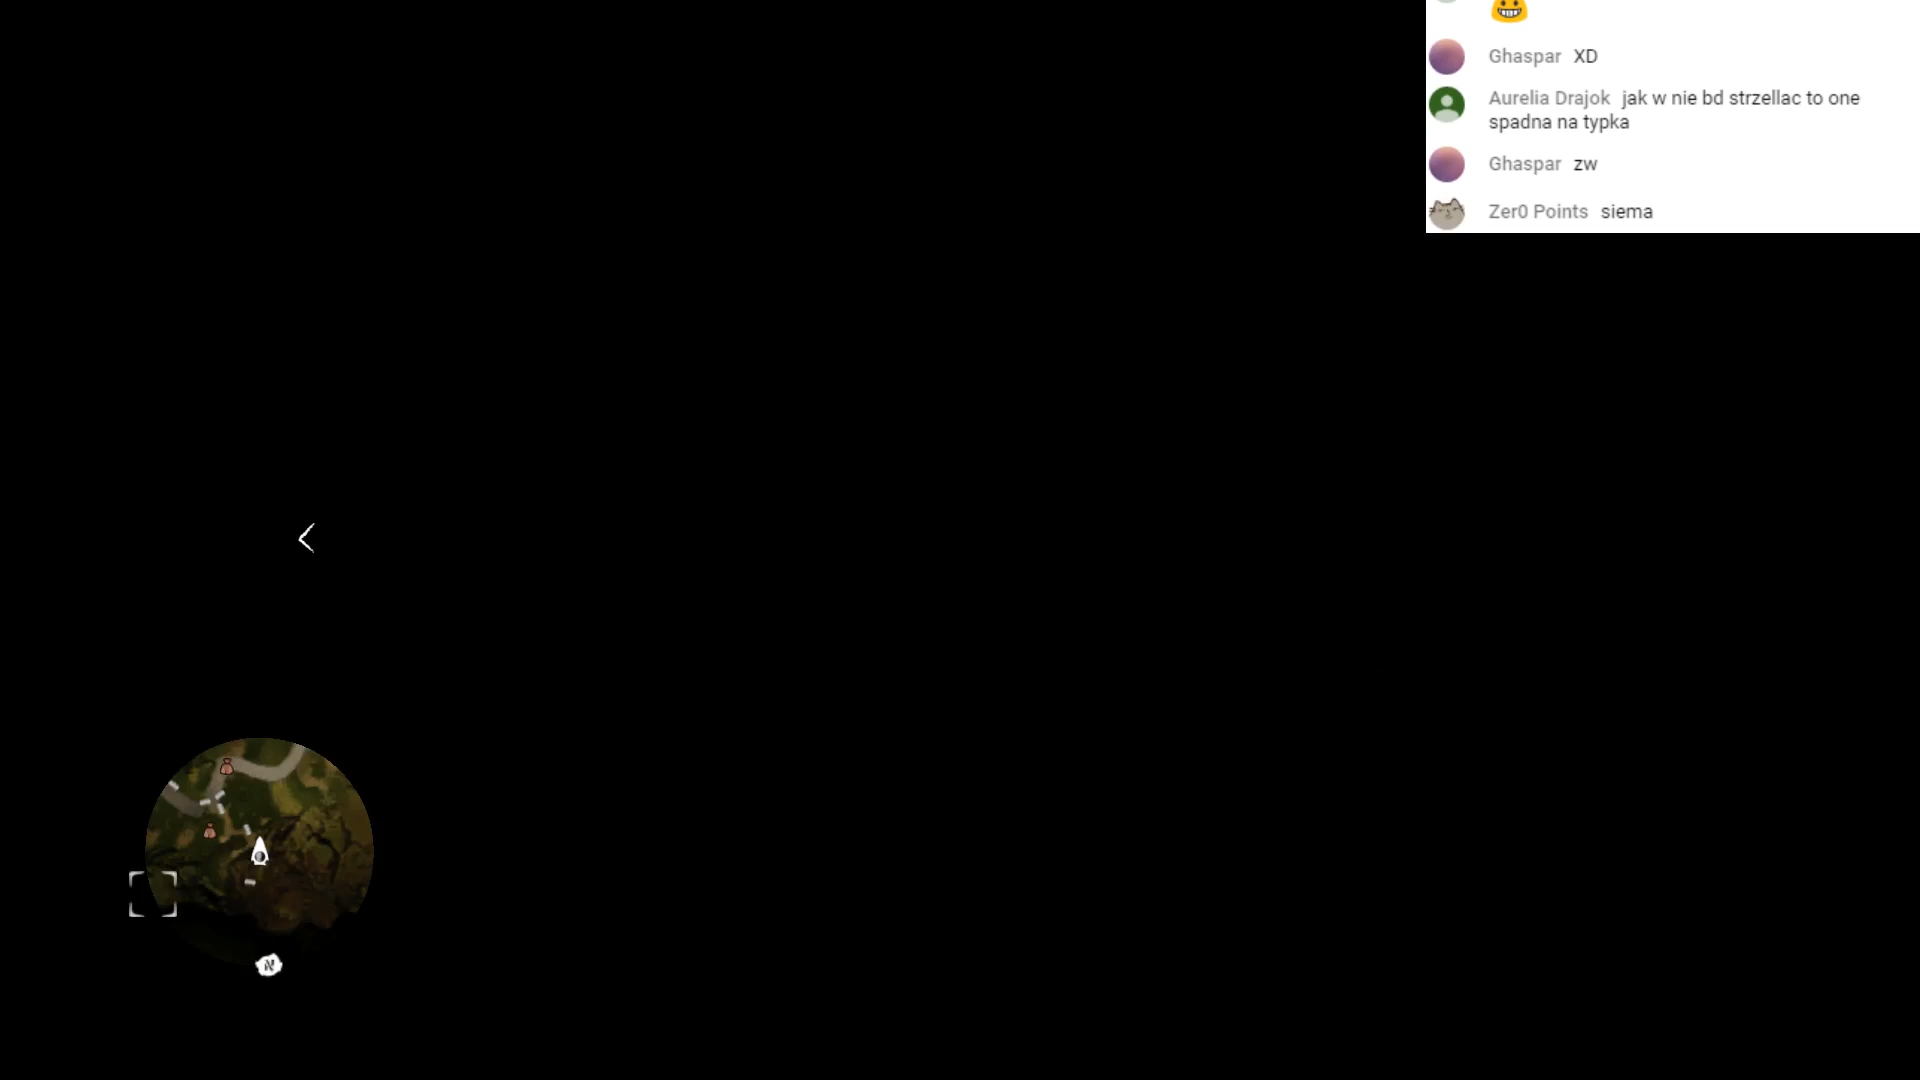 Ghaspar XD
Aurelia Drajok jak w nie bd strzellac to one
spadna na typka
Ghaspar zw
Zer0 Points siema
N